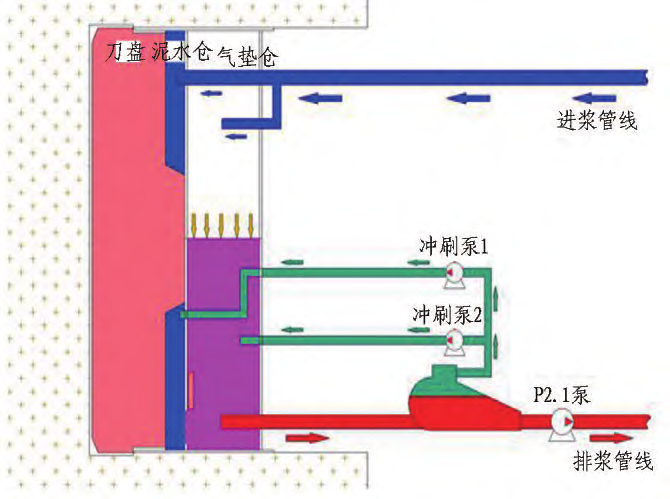 刀盘 泥水仓 气垫仓
进浆管线
冲刷泵1
冲刷泵2
P2.1泵
排浆管线